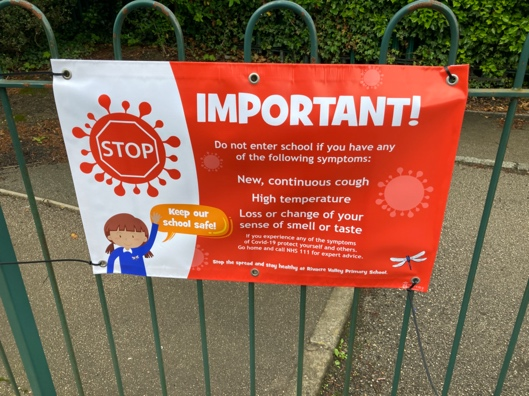 IMPORTANT!
STOP
Do not enter school if you have any
of the following symptoms:
New, continuous cough
High temperature
Loss or change of your
sense of smell or taste
Keep our
school safe!
If you experience any of the symptoms
of Covid-19 protect yourself and others.
Go home and call NHS 111 for expert advice.
Stop the spread and stay healthy at Rivers Valley Primary School.